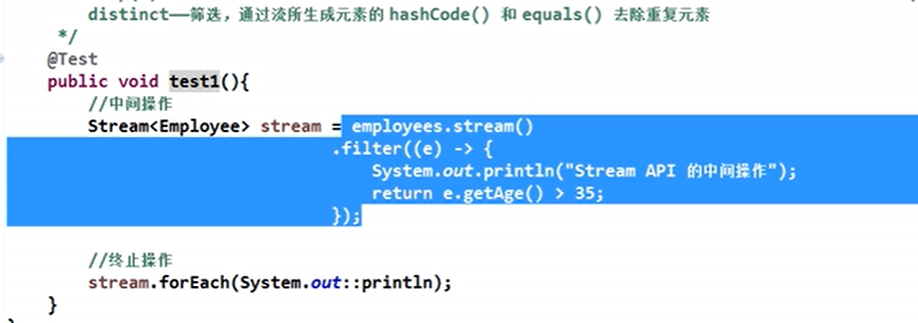 distinct——筛选，通过流所生成元素的 hashCode() 和 equals() 去除重复元素
*/
@Test
public void test1(){
//中间操作
Stream<Employee> stream = employees.stream()
.filter((e) -> {
System.out.println("Stream API 的中间操作");
return e.getAge() > 35;
});
//终止操作
stream.forEach(System.out::println);
}